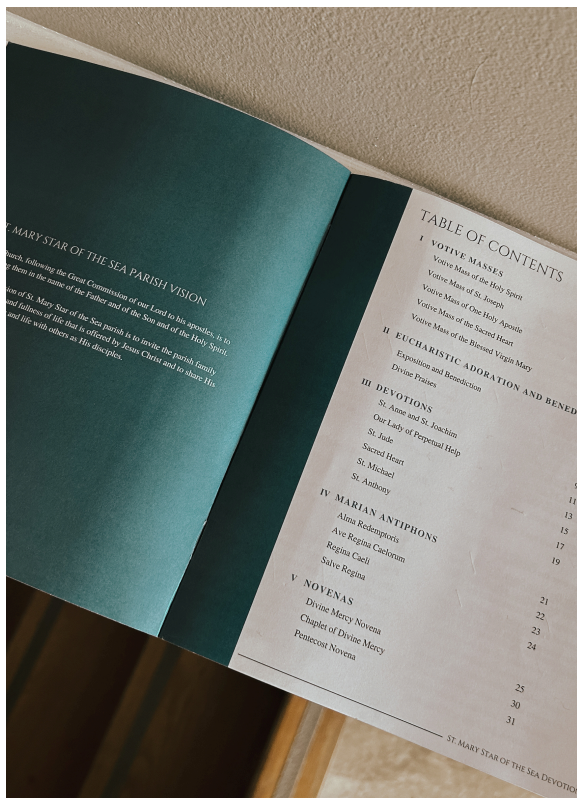 T. MARY STAR OF THE SEA PARISH VISION
hurch, following the Great Commission of our Lord to his apostles, is to
ng them in the name of the Father and of the Son and of the Holy Spirit.
ion of St. Mary Star of the Sea parish is to invite the parish family
and fullness of life that is offered by Jesus Christ and to share His
and life with others as His disciples.
TABLE OF CONTENTS
I VOTIVE MASSES
Votive Mass of the Holy Spirit
Votive Mass of St. Joseph
Votive Mass of One Holy Apostle
Votive Mass of the Sacred Heart
Votive Mass of the Blessed Virgin Mary
II EUCHARISTIC ADORATION AND BENED
Exposition and Benediction
Divine Praises
III DEVOTIONS
St. Anne and St. Joachim
Our Lady of Perpetual Help 11
St. Jude 13
Sacred Heart 15
St. Michael 17
St. Anthony 19
IV MARIAN ANTIPHONS
Alma Redemptoris 21
Ave Regina Caelorum 22
Regina Caeli 23
Salve Regina 24
V NOVENAS
Divine Mercy Novena 25
Chaplet of Divine Mercy 30
Pentecost Novena 31
ST. MARY STAR OF THE SEA DEVOTIO